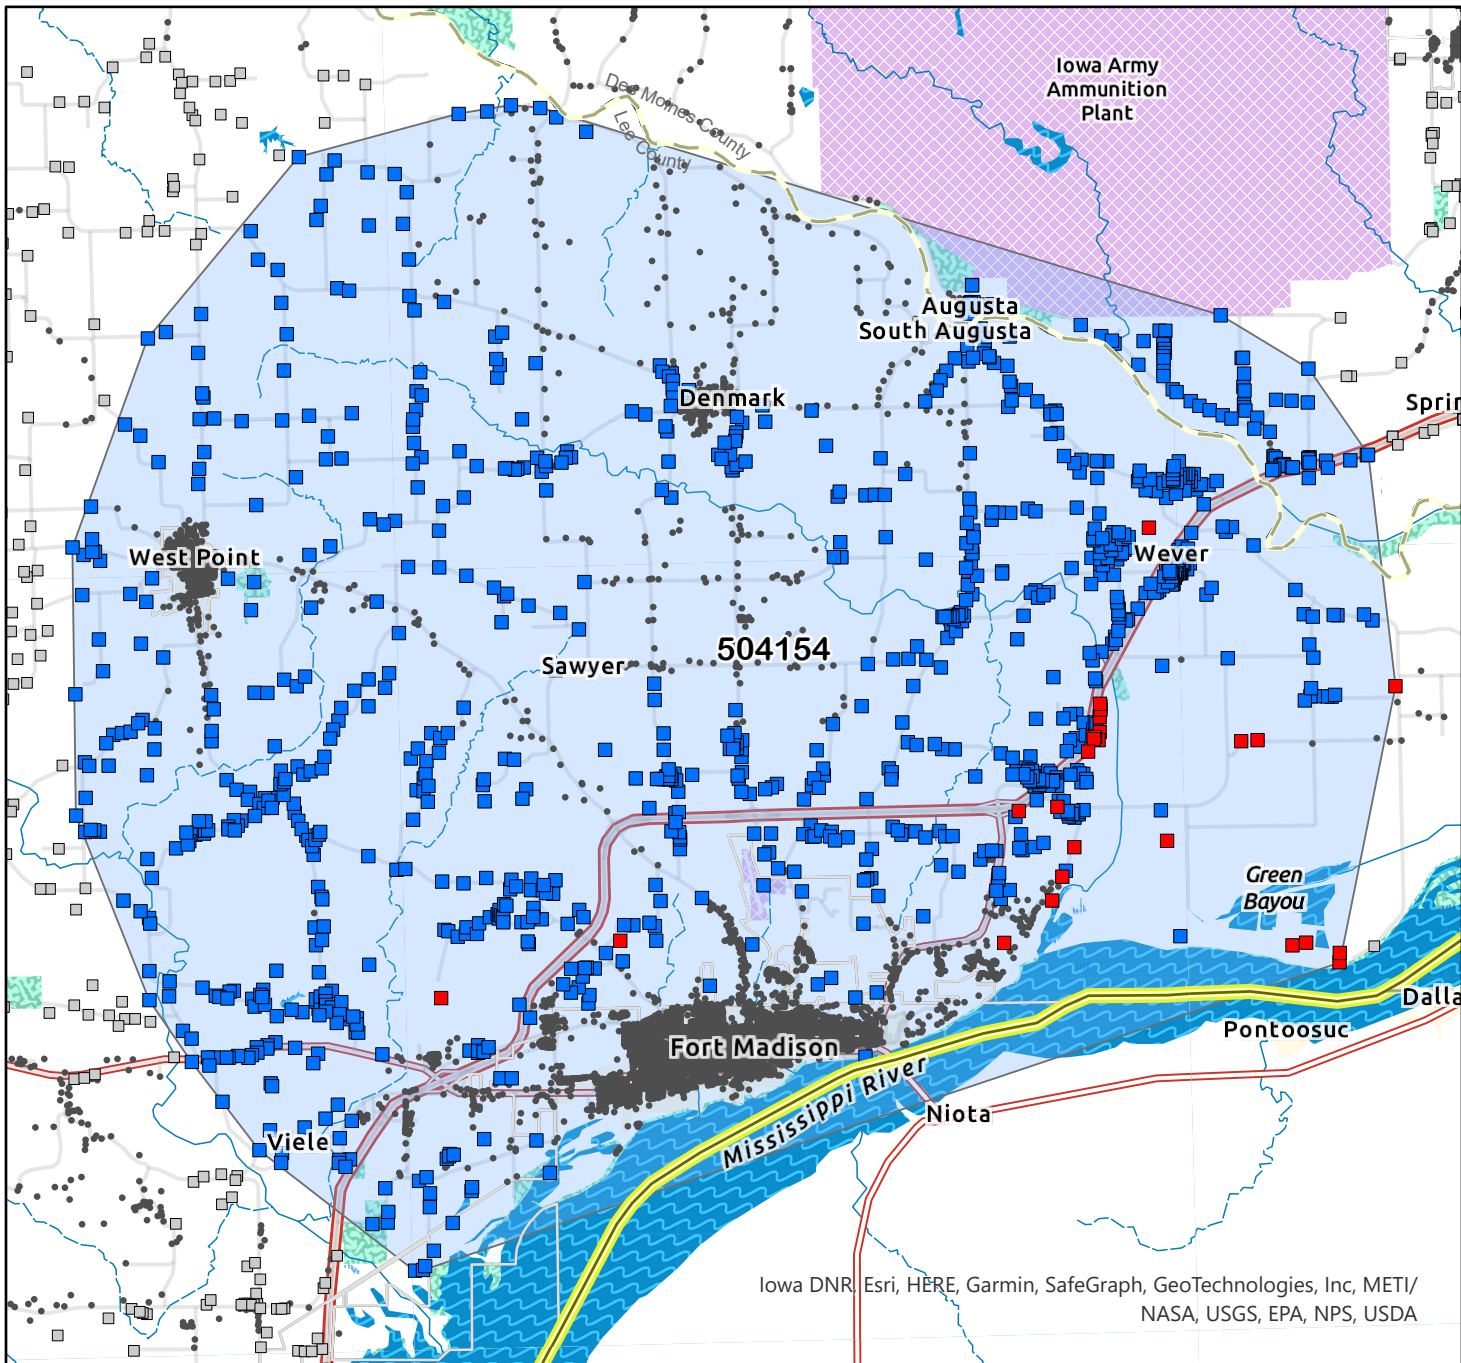 Iowa Army
Ammunition
Plant
Des Moines County
Lee County
Augusta
South Augusta
Denmark
Sprin
West Point
Wever
504154
Sawyer
Green
Bayou
Dalla
Pontoosuc
Fort Madison
Mississippi River
Niota
Viele
Iowa DNR, Esri, HERE, Garmin, SafeGraph, GeoTechnologies, Inc, METI/
NASA, USGS, EPA, NPS, USDA